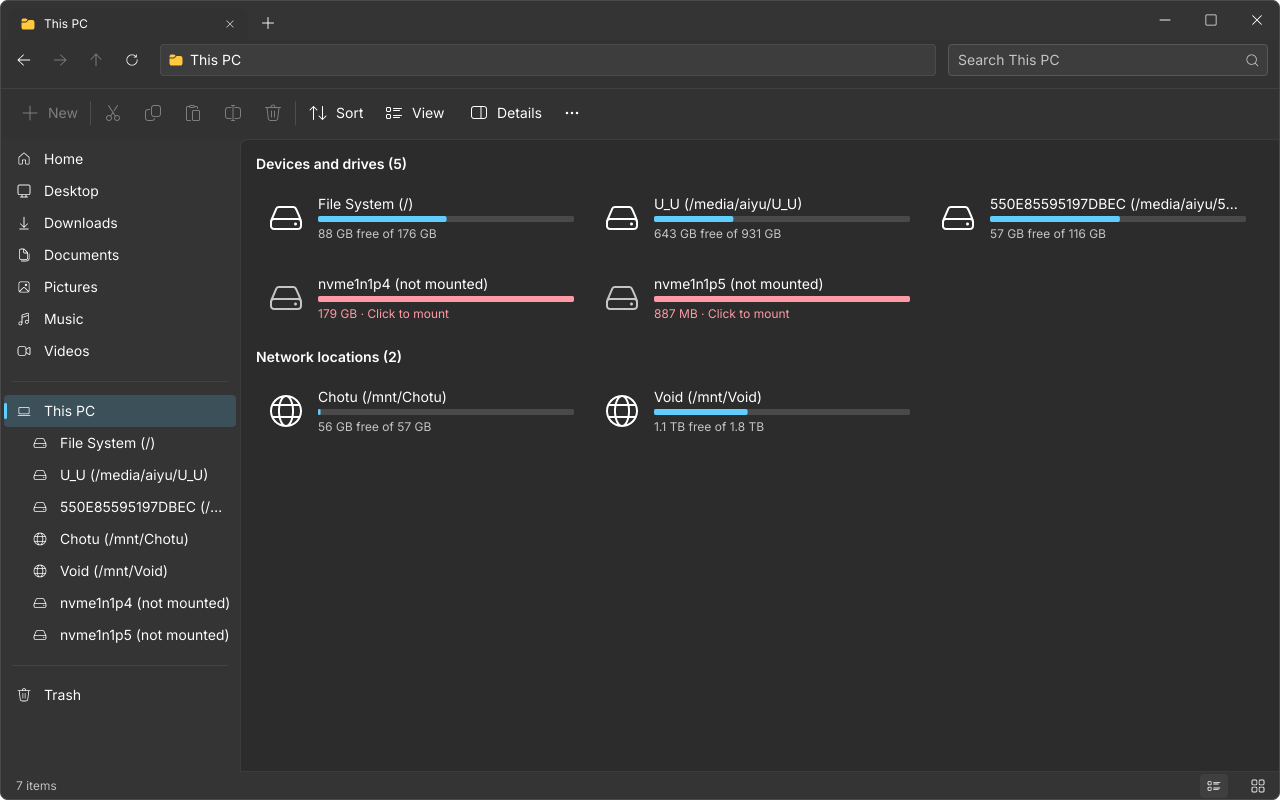 This PC
This PC
Search This PC
New
Sort
View
Details
Home
Desktop
Downloads
Documents
Pictures
Music
Videos
This PC
File System (/)
U_U (/media/aiyu/U_U)
550E85595197DBEC (/...
Chotu (/mnt/Chotu)
Void (/mnt/Void)
nvme1n1p4 (not mounted)
nvme1n1p5 (not mounted)
Trash
Devices and drives (5)
File System (/)
88 GB free of 176 GB
U_U (/media/aiyu/U_U)
643 GB free of 931 GB
550E85595197DBEC (/media/aiyu/5...
57 GB free of 116 GB
nvme1n1p4 (not mounted)
179 GB · Click to mount
nvme1n1p5 (not mounted)
887 MB · Click to mount
Network locations (2)
Chotu (/mnt/Chotu)
56 GB free of 57 GB
Void (/mnt/Void)
1.1 TB free of 1.8 TB
7 items